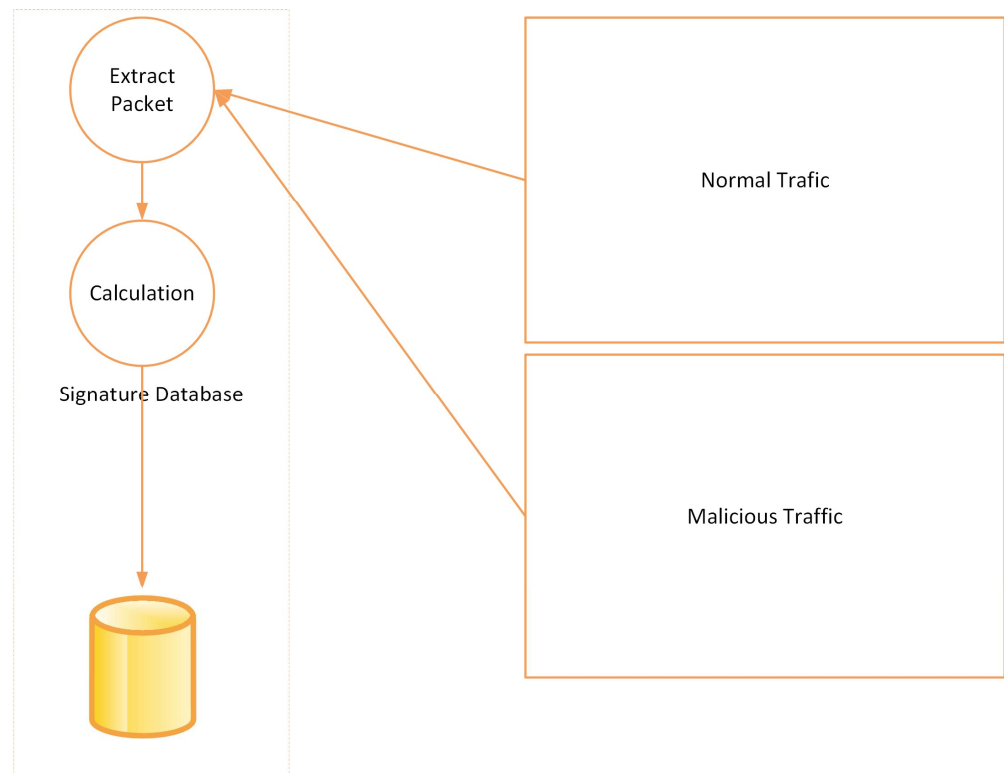 Extract
Packet
Normal Trafic
Calculation
Signature Database
Malicious Traffic